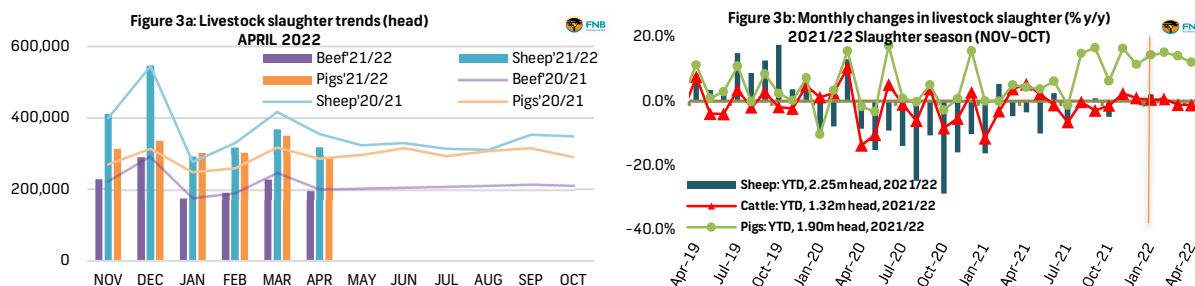 Figure 3a: Livestock slaughter trends (head)
APRIL 2022
FNB
600,000
400,000
200,000
0
Beef'21/22
Sheep'21/22
Pigs'21/22
Beef'20/21
Sheep'20/21
Pigs'20/21
NOV DEC JAN FEB MAR APR MAY JUN JUL AUG SEP OCT
Figure 3b: Monthly changes in livestock slaughter (% y/y)
2021/22 Slaughter season (NOV-OCT)
FNB
20.0%
0.0%
-20.0%
-40.0%
Sheep: YTD, 2.25m head, 2021/22
Cattle: YTD, 1.32m head, 2021/22
Pigs: YTD, 1.90m head, 2021/22
Apr-19 Jul-19 Oct-19 Jan-20 Apr-20 Jul-20 Oct-20 Jan-21 Apr-21 Jul-21 Oct-21 Jan-22 Apr-22